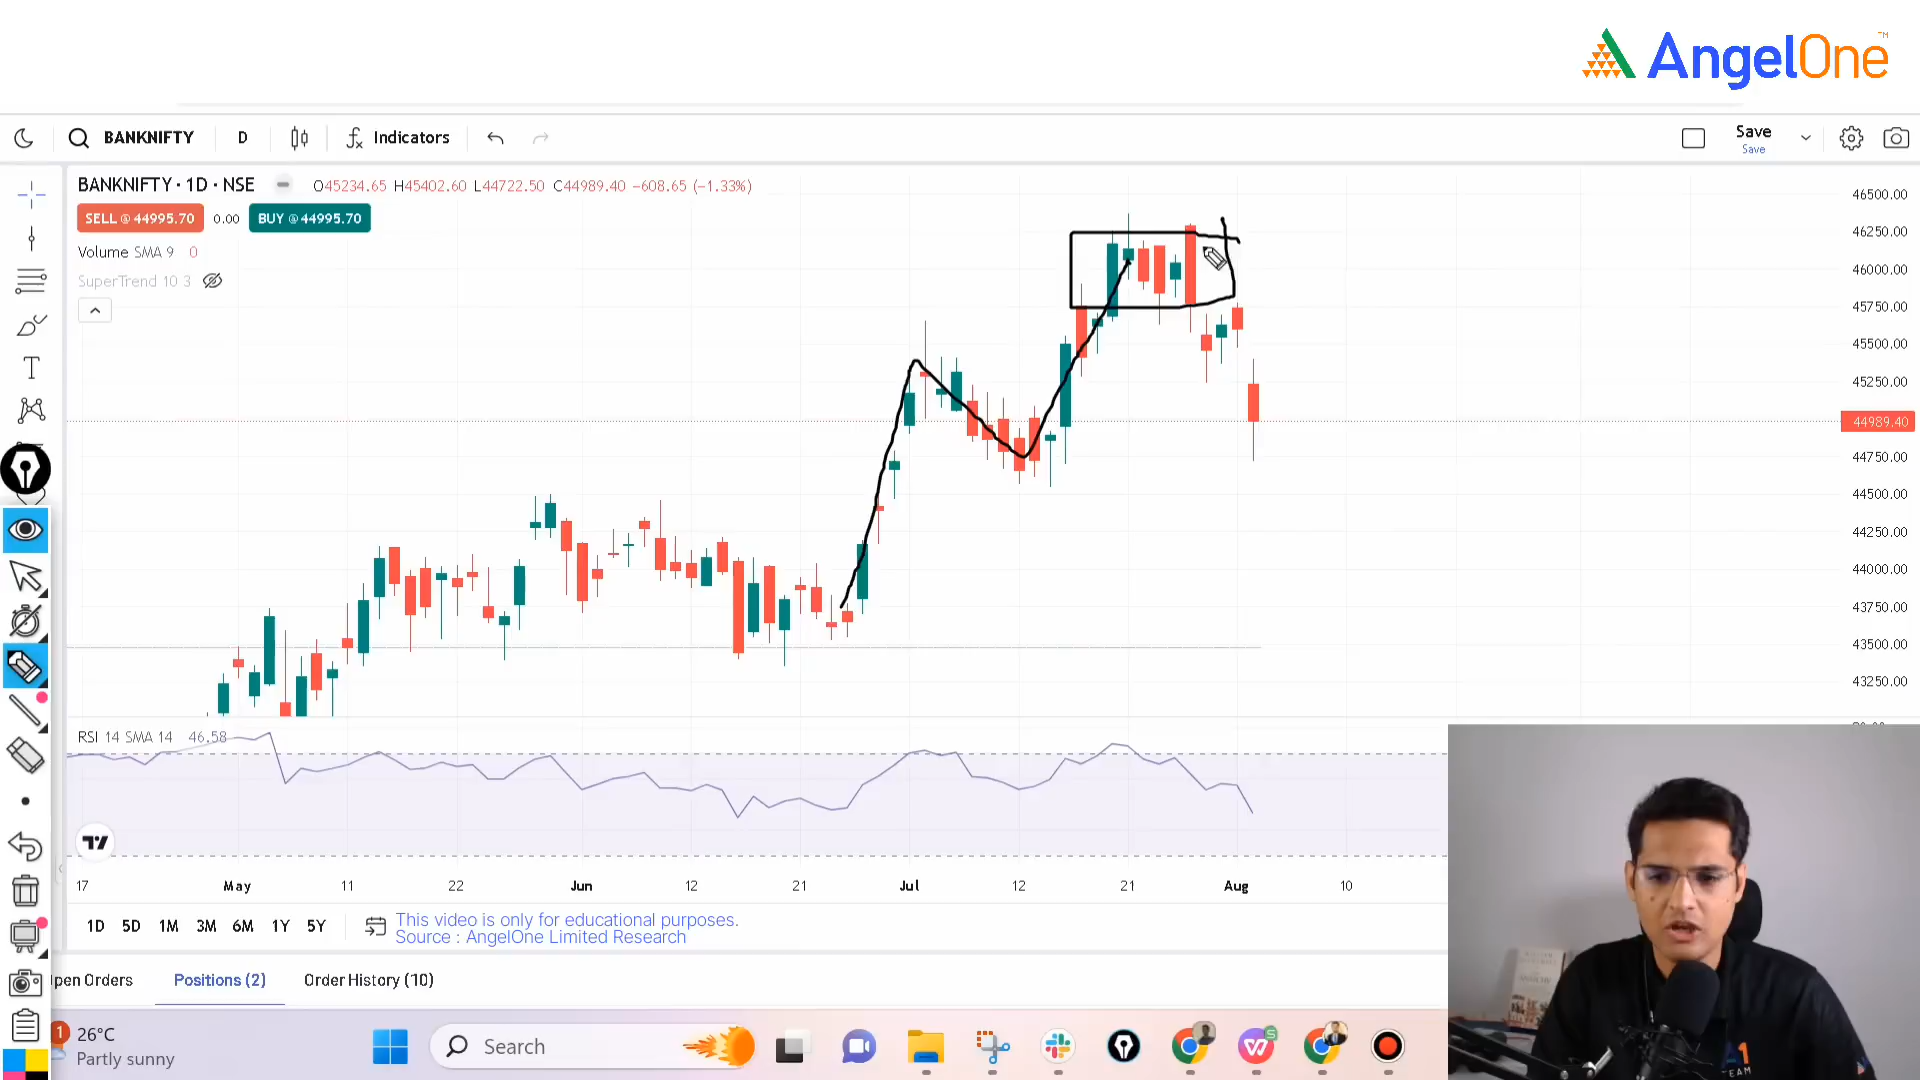 AngelOne™
BANKNIFTY D Indicators Save
Save
BANKNIFTY · 1D · NSE O45234.65 H45402.60 L44722.50 C44989.40 −608.65 (−1.33%)
SELL @ 44995.70 0.00 BUY @ 44995.70
Volume SMA 9 0
SuperTrend 10 3
46500.00
46250.00
46000.00
45750.00
45500.00
45250.00
44989.40
44750.00
44500.00
44250.00
44000.00
43750.00
43500.00
43250.00
RSI 14 SMA 14 46.58
17 May 11 22 Jun 12 21 Jul 12 21 Aug 10
1D 5D 1M 3M 6M 1Y 5Y
This video is only for educational purposes.
Source : AngelOne Limited Research
pen Orders Positions (2) Order History (10)
1 26°C
Partly sunny
Search